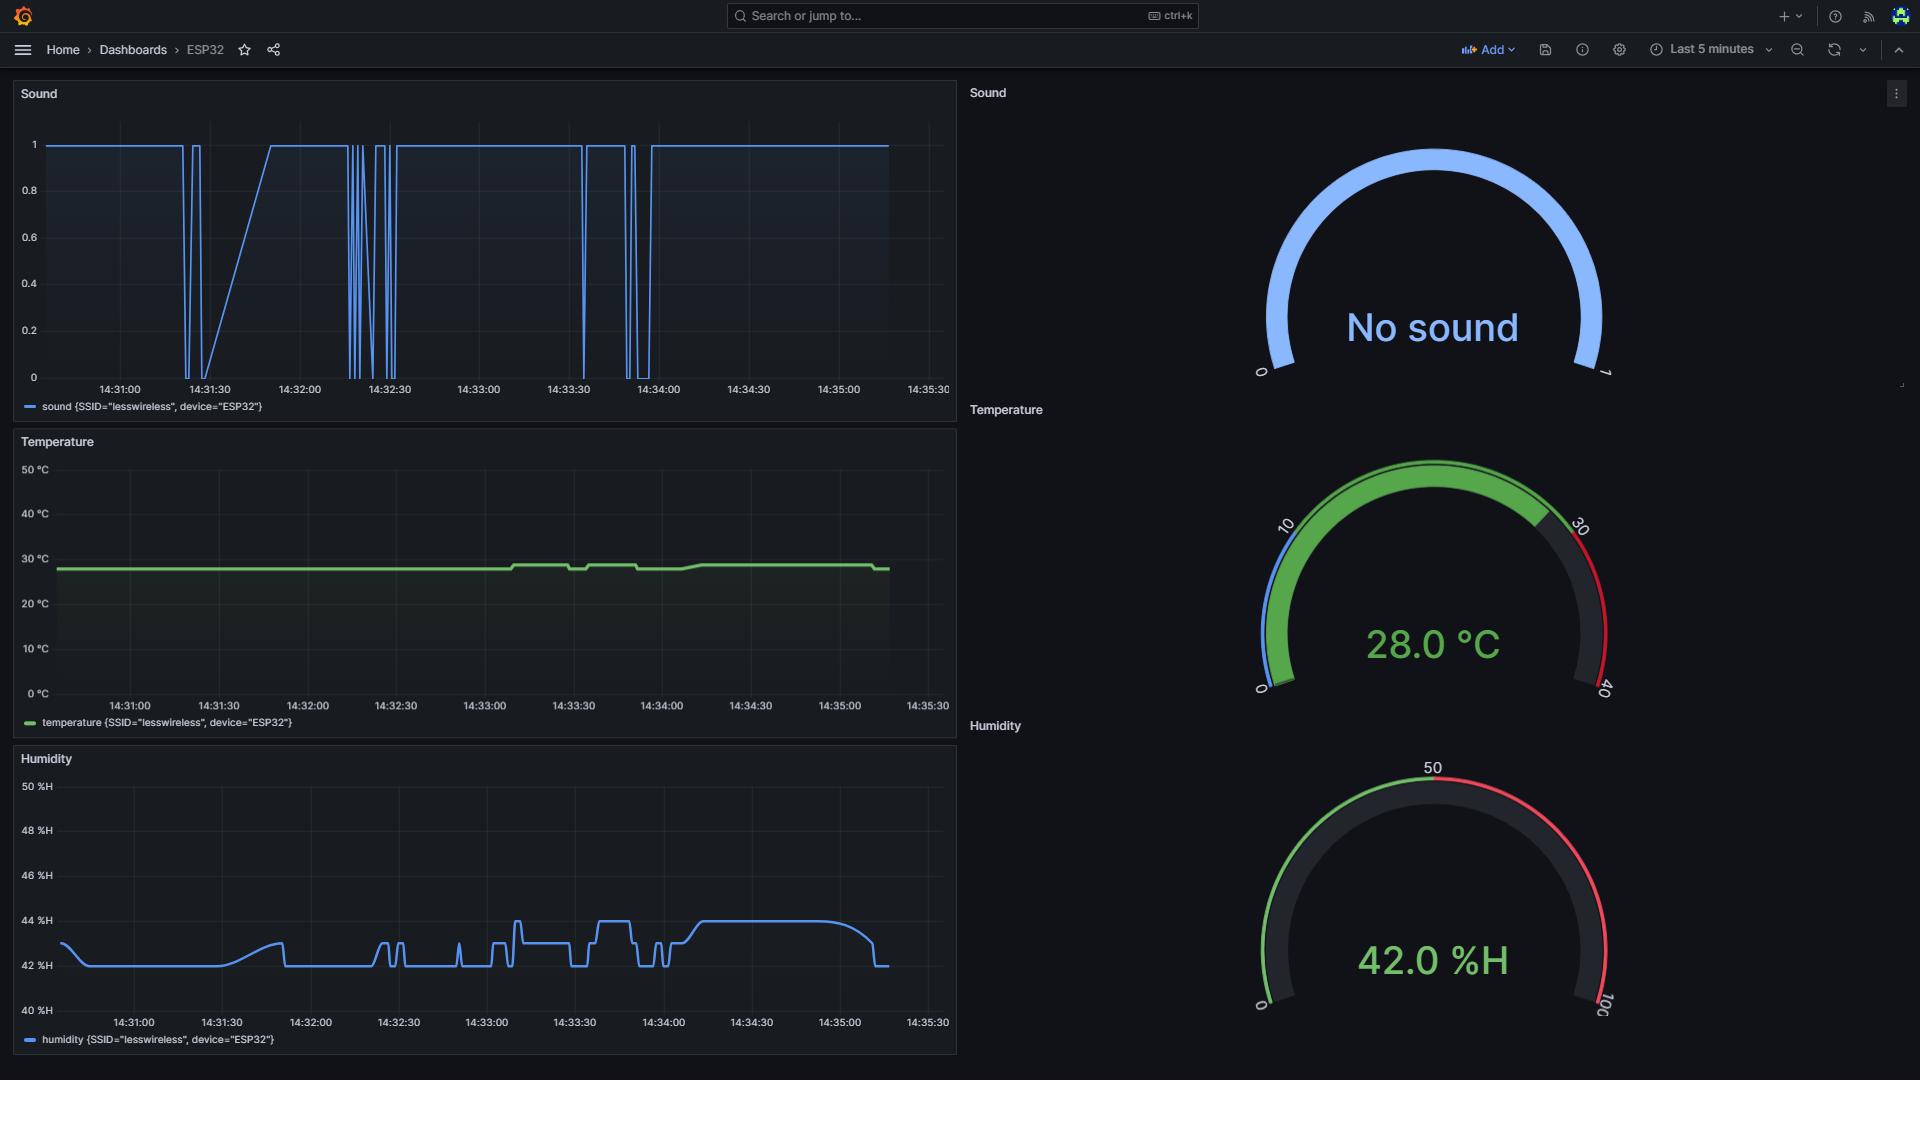 Search or jump to... ctrl+k
Home › Dashboards › ESP32 Add Last 5 minutes
Sound
1
0.8
0.6
0.4
0.2
0
14:31:00 14:31:30 14:32:00 14:32:30 14:33:00 14:33:30 14:34:00 14:34:30 14:35:00 14:35:30
sound {SSID="lesswireless", device="ESP32"}
Sound
No sound
0 1
Temperature
50 °C
40 °C
30 °C
20 °C
10 °C
0 °C
14:31:00 14:31:30 14:32:00 14:32:30 14:33:00 14:33:30 14:34:00 14:34:30 14:35:00 14:35:30
temperature {SSID="lesswireless", device="ESP32"}
Temperature
10 30
28.0 °C
0 40
Humidity
50 %H
48 %H
46 %H
44 %H
42 %H
40 %H
14:31:00 14:31:30 14:32:00 14:32:30 14:33:00 14:33:30 14:34:00 14:34:30 14:35:00 14:35:30
humidity {SSID="lesswireless", device="ESP32"}
Humidity
50
42.0 %H
0 100